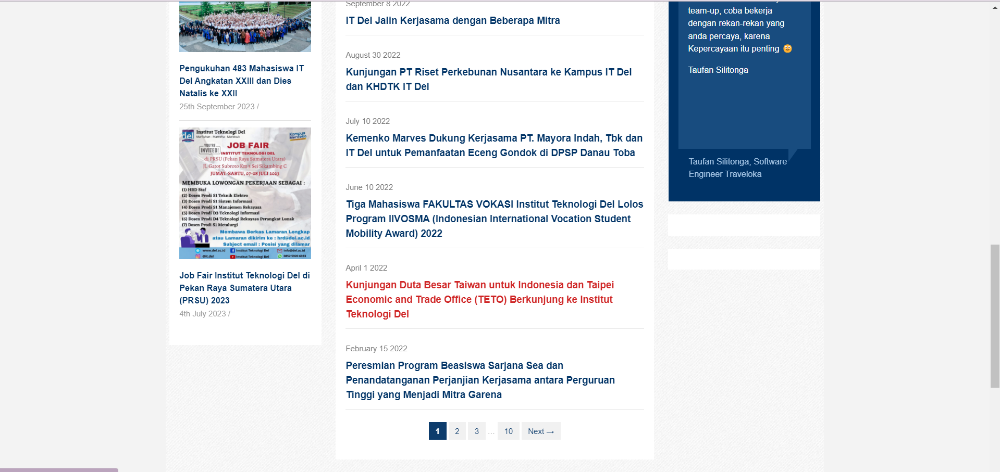 Pengukuhan 483 Mahasiswa IT
Del Angkatan XXIII dan Dies
Natalis ke XXII
25th September 2023 /
Institut Teknologi Del
MarTuhan - Marroha - Marbisuk
Kampus
Merdeka
del
YOU'RE
INVITED!
JOB FAIR
INSTITUT TEKNOLOGI DEL
di PRSU (Pekan Raya Sumatera Utara)
Jl. Gatot Subroto Km 5 Sei Sikambing C
JUMAT-SABTU, 07-08 JULI 2023
MEMBUKA LOWONGAN PEKERJAAN SEBAGAI :
(1) HRD Staf
(2) Dosen Prodi S1 Teknik Elektro
(3) Dosen Prodi S1 Sistem Informasi
(4) Dosen Prodi S1 Manajemen Rekayasa
(5) Dosen Prodi D3 Teknologi Informasi
(6) Dosen Prodi D4 Teknologi Rekayasa Perangkat Lunak
(7) Dosen Prodi S1 Metalurgi
Membawa Berkas Lamaran Lengkap
atau Lamaran dikirim ke : hrd@del.ac.id
Subject email : Posisi yang dilamar
www.del.ac.id Institut Teknologi Del info@del.ac.id
@it.del Institut Teknologi Del 0852 5920 6933
Job Fair Institut Teknologi Del di
Pekan Raya Sumatera Utara
(PRSU) 2023
4th July 2023 /
September 8 2022
IT Del Jalin Kerjasama dengan Beberapa Mitra
August 30 2022
Kunjungan PT Riset Perkebunan Nusantara ke Kampus IT Del
dan KHDTK IT Del
July 10 2022
Kemenko Marves Dukung Kerjasama PT. Mayora Indah, Tbk dan
IT Del untuk Pemanfaatan Eceng Gondok di DPSP Danau Toba
June 10 2022
Tiga Mahasiswa FAKULTAS VOKASI Institut Teknologi Del Lolos
Program IIVOSMA (Indonesian International Vocation Student
Mobility Award) 2022
April 1 2022
Kunjungan Duta Besar Taiwan untuk Indonesia dan Taipei
Economic and Trade Office (TETO) Berkunjung ke Institut
Teknologi Del
February 15 2022
Peresmian Program Beasiswa Sarjana Sea dan
Penandatanganan Perjanjian Kerjasama antara Perguruan
Tinggi yang Menjadi Mitra Garena
1 2 3 … 10 Next →
team-up, coba bekerja
dengan rekan-rekan yang
anda percaya, karena
Kepercayaan itu penting 🙂
Taufan Silitonga
Taufan Silitonga, Software
Engineer Traveloka